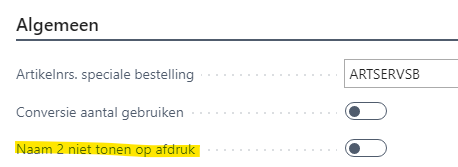 Algemeen
Artikelnrs. speciale bestelling ARTSERVSB
Conversie aantal gebruiken
Naam 2 niet tonen op afdruk